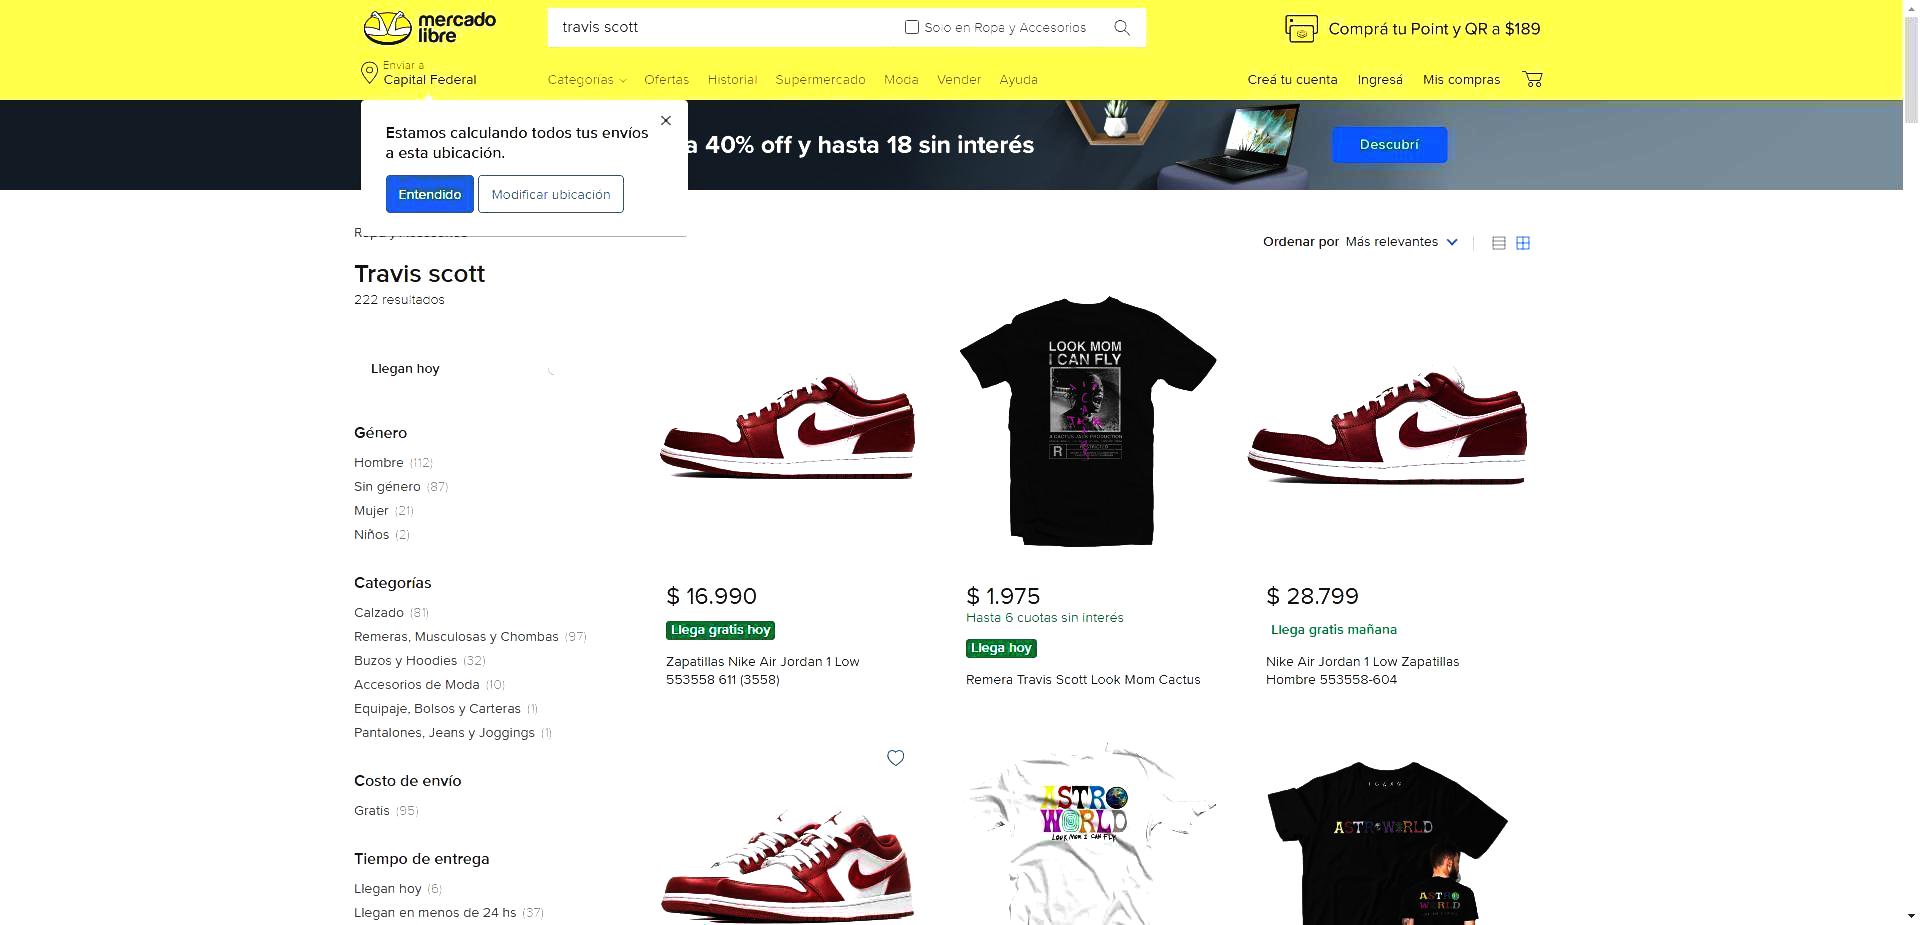 mercado
libre
travis scott
Solo en Ropa y Accesorios
Comprá tu Point y QR a $189
Enviar a
Capital Federal
Categorías
Ofertas
Historial
Supermercado
Moda
Vender
Ayuda
Creá tu cuenta
Ingresá
Mis compras
Estamos calculando todos tus envíos
a esta ubicación.
Entendido
Modificar ubicación
a 40% off y hasta 18 sin interés
Descubrí
Ordenar por Más relevantes
Travis scott
222 resultados
Llegan hoy
Género
Hombre (112)
Sin género (87)
Mujer (21)
Niños (2)
Categorías
Calzado (81)
Remeras, Musculosas y Chombas (97)
Buzos y Hoodies (32)
Accesorios de Moda (10)
Equipaje, Bolsos y Carteras (1)
Pantalones, Jeans y Joggings (1)
Costo de envío
Gratis (95)
Tiempo de entrega
Llegan hoy (6)
Llegan en menos de 24 hs (37)
LOOK MOM
I CAN FLY
A CACTUS JACK PRODUCTION
R
RESTRICTED
$ 16.990
Llega gratis hoy
Zapatillas Nike Air Jordan 1 Low
553558 611 (3558)
$ 1.975
Hasta 6 cuotas sin interés
Llega hoy
Remera Travis Scott Look Mom Cactus
$ 28.799
Llega gratis mañana
Nike Air Jordan 1 Low Zapatillas
Hombre 553558-604
ASTRO
WORLD
LOOK MOM I CAN FLY
ASTROWORLD
ASTRO
WORLD